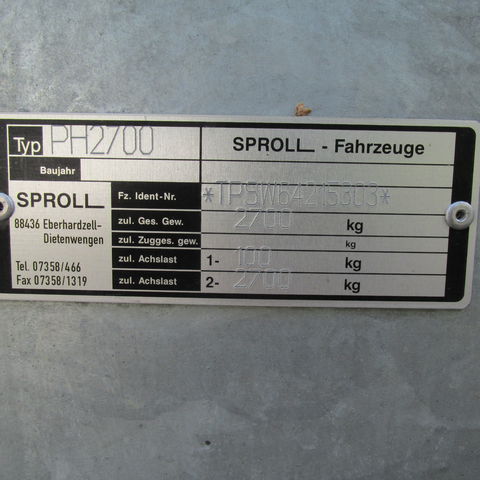 Typ PH2700 SPROLL - Fahrzeuge
Baujahr
SPROLL
88436 Eberhardzell-
Dietenwengen
Tel. 07358/466
Fax 07358/1319
Fz. Ident-Nr. *TPSW64215303*
zul. Ges. Gew. 2700 kg
zul. Zugges. gew. kg
zul. Achslast 1- 100 kg
zul. Achslast 2- 2700 kg